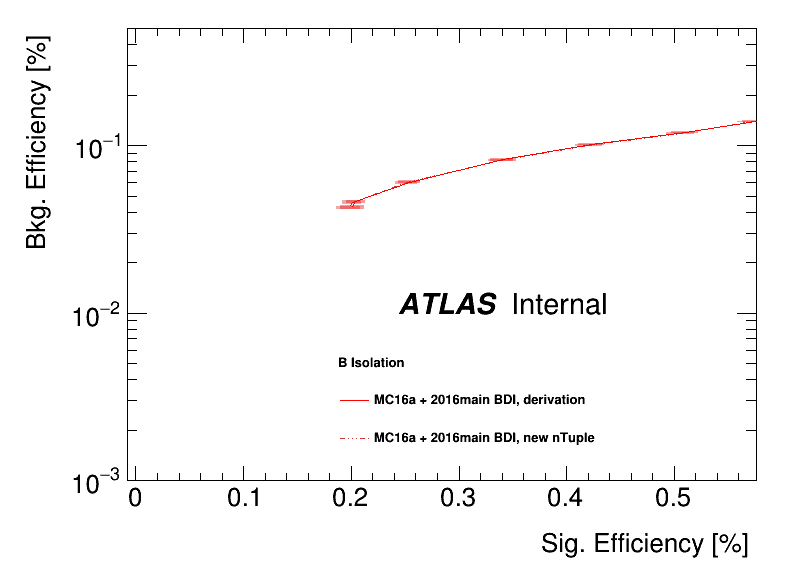 Bkg. Efficiency [%]
10⁻¹
10⁻²
10⁻³
ATLAS Internal
B Isolation
MC16a + 2016main BDI, derivation
MC16a + 2016main BDI, new nTuple
0 0.1 0.2 0.3 0.4 0.5
Sig. Efficiency [%]